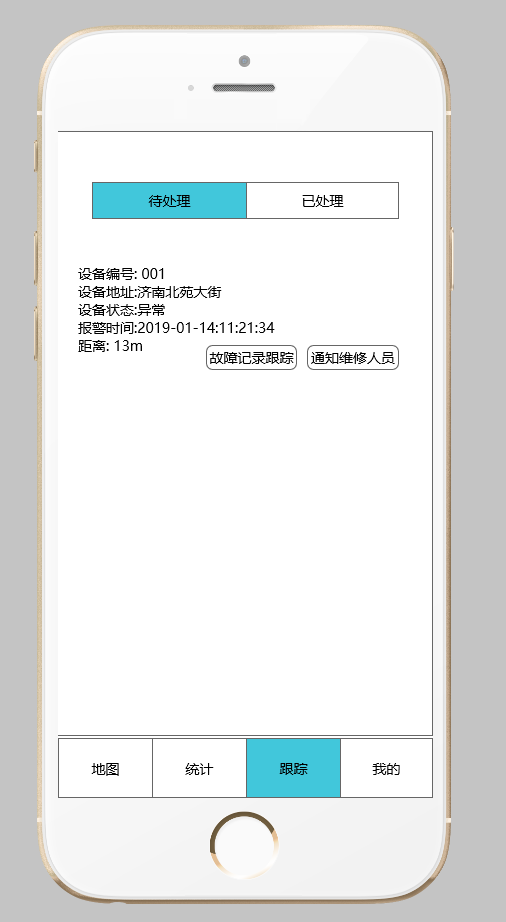 待处理 已处理
设备编号: 001
设备地址:济南北苑大街
设备状态:异常
报警时间:2019-01-14:11:21:34
距离: 13m
故障记录跟踪 通知维修人员
地图 统计 跟踪 我的